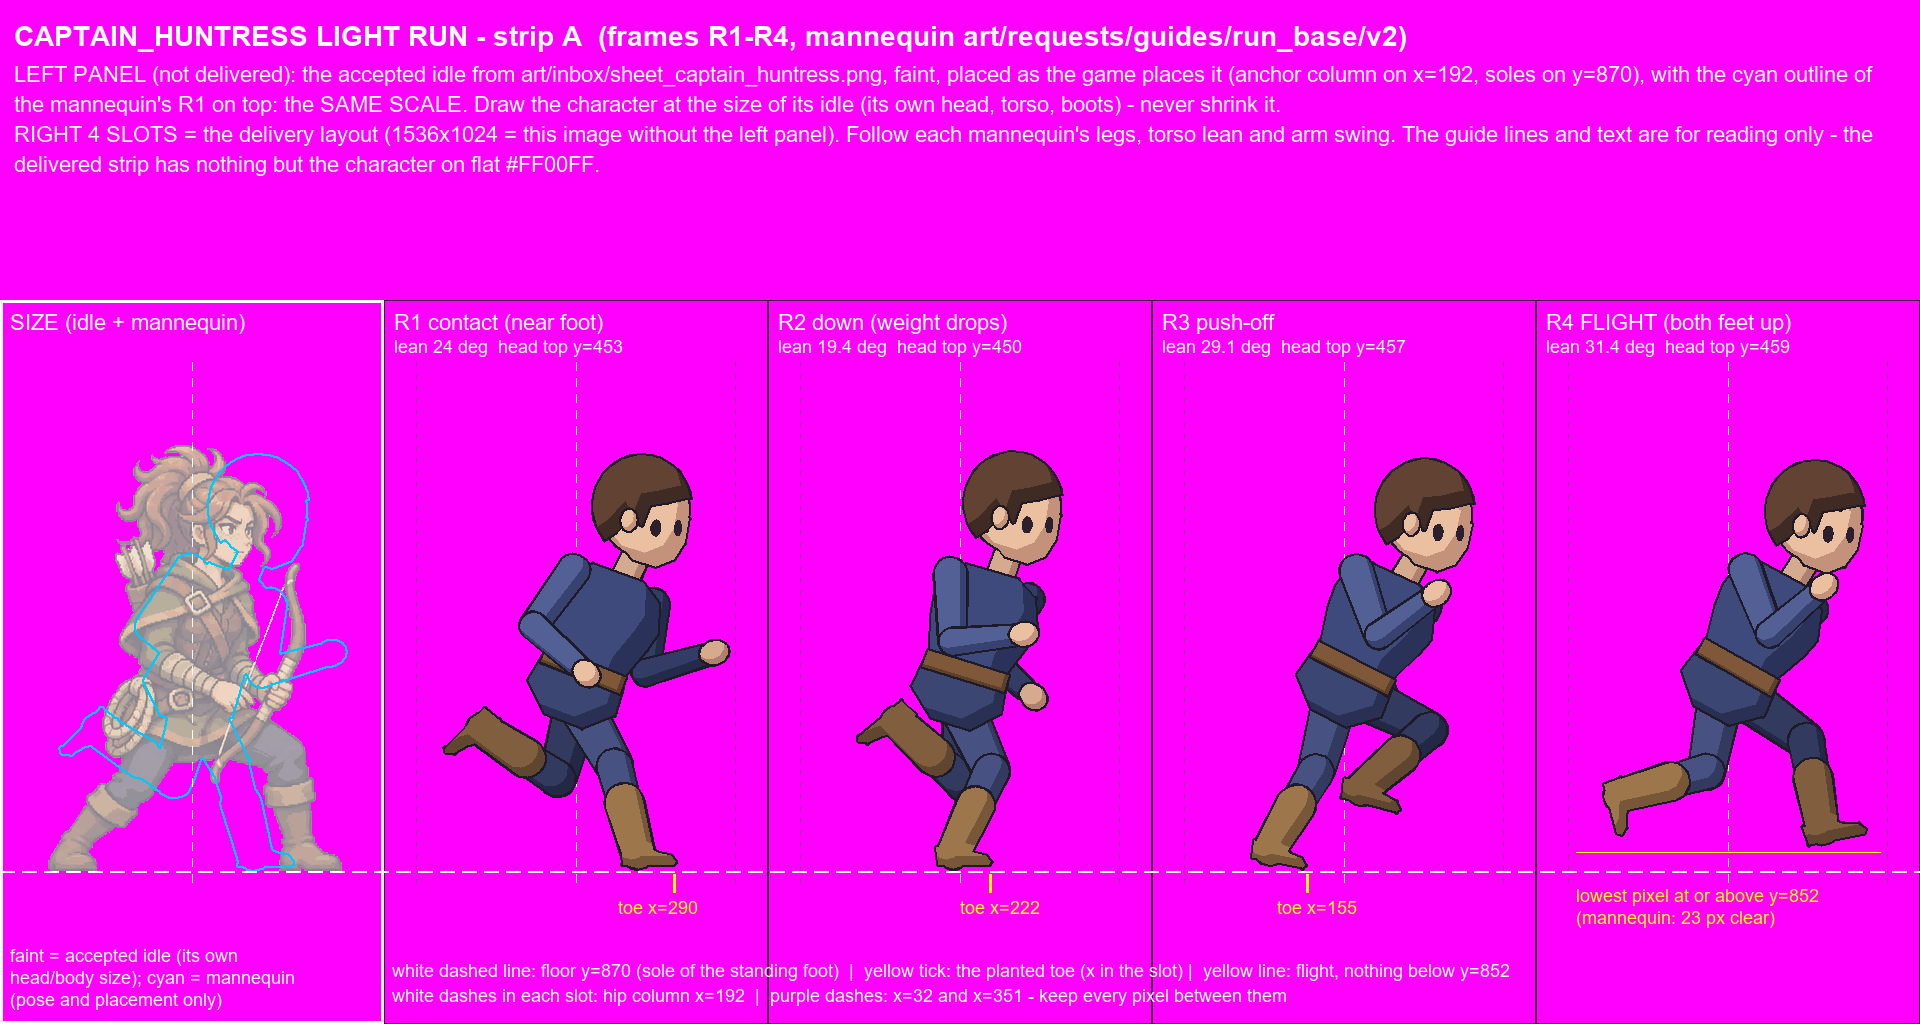 CAPTAIN_HUNTRESS LIGHT RUN - strip A  (frames R1-R4, mannequin art/requests/guides/run_base/v2)
LEFT PANEL (not delivered): the accepted idle from art/inbox/sheet_captain_huntress.png, faint, placed as the game places it (anchor column on x=192, soles on y=870), with the cyan outline of
the mannequin's R1 on top: the SAME SCALE. Draw the character at the size of its idle (its own head, torso, boots) - never shrink it.
RIGHT 4 SLOTS = the delivery layout (1536x1024 = this image without the left panel). Follow each mannequin's legs, torso lean and arm swing. The guide lines and text are for reading only - the
delivered strip has nothing but the character on flat #FF00FF.
SIZE (idle + mannequin)
R1 contact (near foot)
lean 24 deg  head top y=453
R2 down (weight drops)
lean 19.4 deg  head top y=450
R3 push-off
lean 29.1 deg  head top y=457
R4 FLIGHT (both feet up)
lean 31.4 deg  head top y=459
toe x=290
toe x=222
toe x=155
lowest pixel at or above y=852
(mannequin: 23 px clear)
faint = accepted idle (its own
head/body size); cyan = mannequin
(pose and placement only)
white dashed line: floor y=870 (sole of the standing foot)  |  yellow tick: the planted toe (x in the slot) |  yellow line: flight, nothing below y=852
white dashes in each slot: hip column x=192  |  purple dashes: x=32 and x=351 - keep every pixel between them